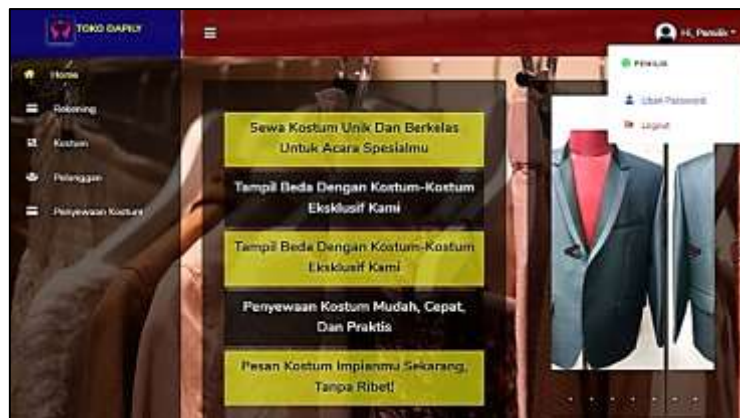 TOKO DAPILY
Hi, Pemilik
PEMILIK
Ubah Password
Logout
Home
Rekening
Kostum
Pelanggan
Penyewaan Kostum
Sewa Kostum Unik Dan Berkelas
Untuk Acara Spesialmu
Tampil Beda Dengan Kostum-Kostum
Eksklusif Kami
Tampil Beda Dengan Kostum-Kostum
Eksklusif Kami
Penyewaan Kostum Mudah, Cepat,
Dan Praktis
Pesan Kostum Impianmu Sekarang,
Tanpa Ribet!